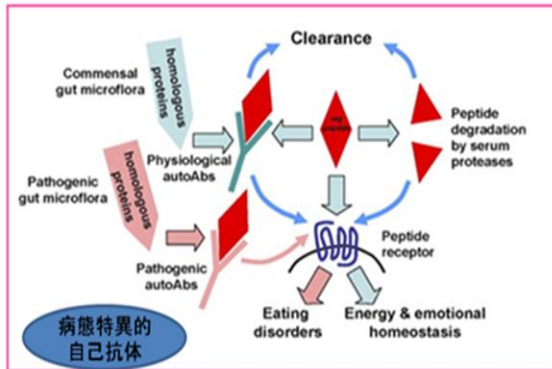 Clearance
Commensal
gut microflora
homologous
proteins
Physiological
autoAbs
Peptide
degradation
by serum
proteases
Pathogenic
gut microflora
homologous
proteins
Pathogenic
autoAbs
Peptide
receptor
Eating
disorders
Energy & emotional
homeostasis
病態特異的
自己抗体